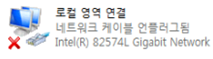 로컬 영역 연결
네트워크 케이블 언플러그됨
Intel(R) 82574L Gigabit Network